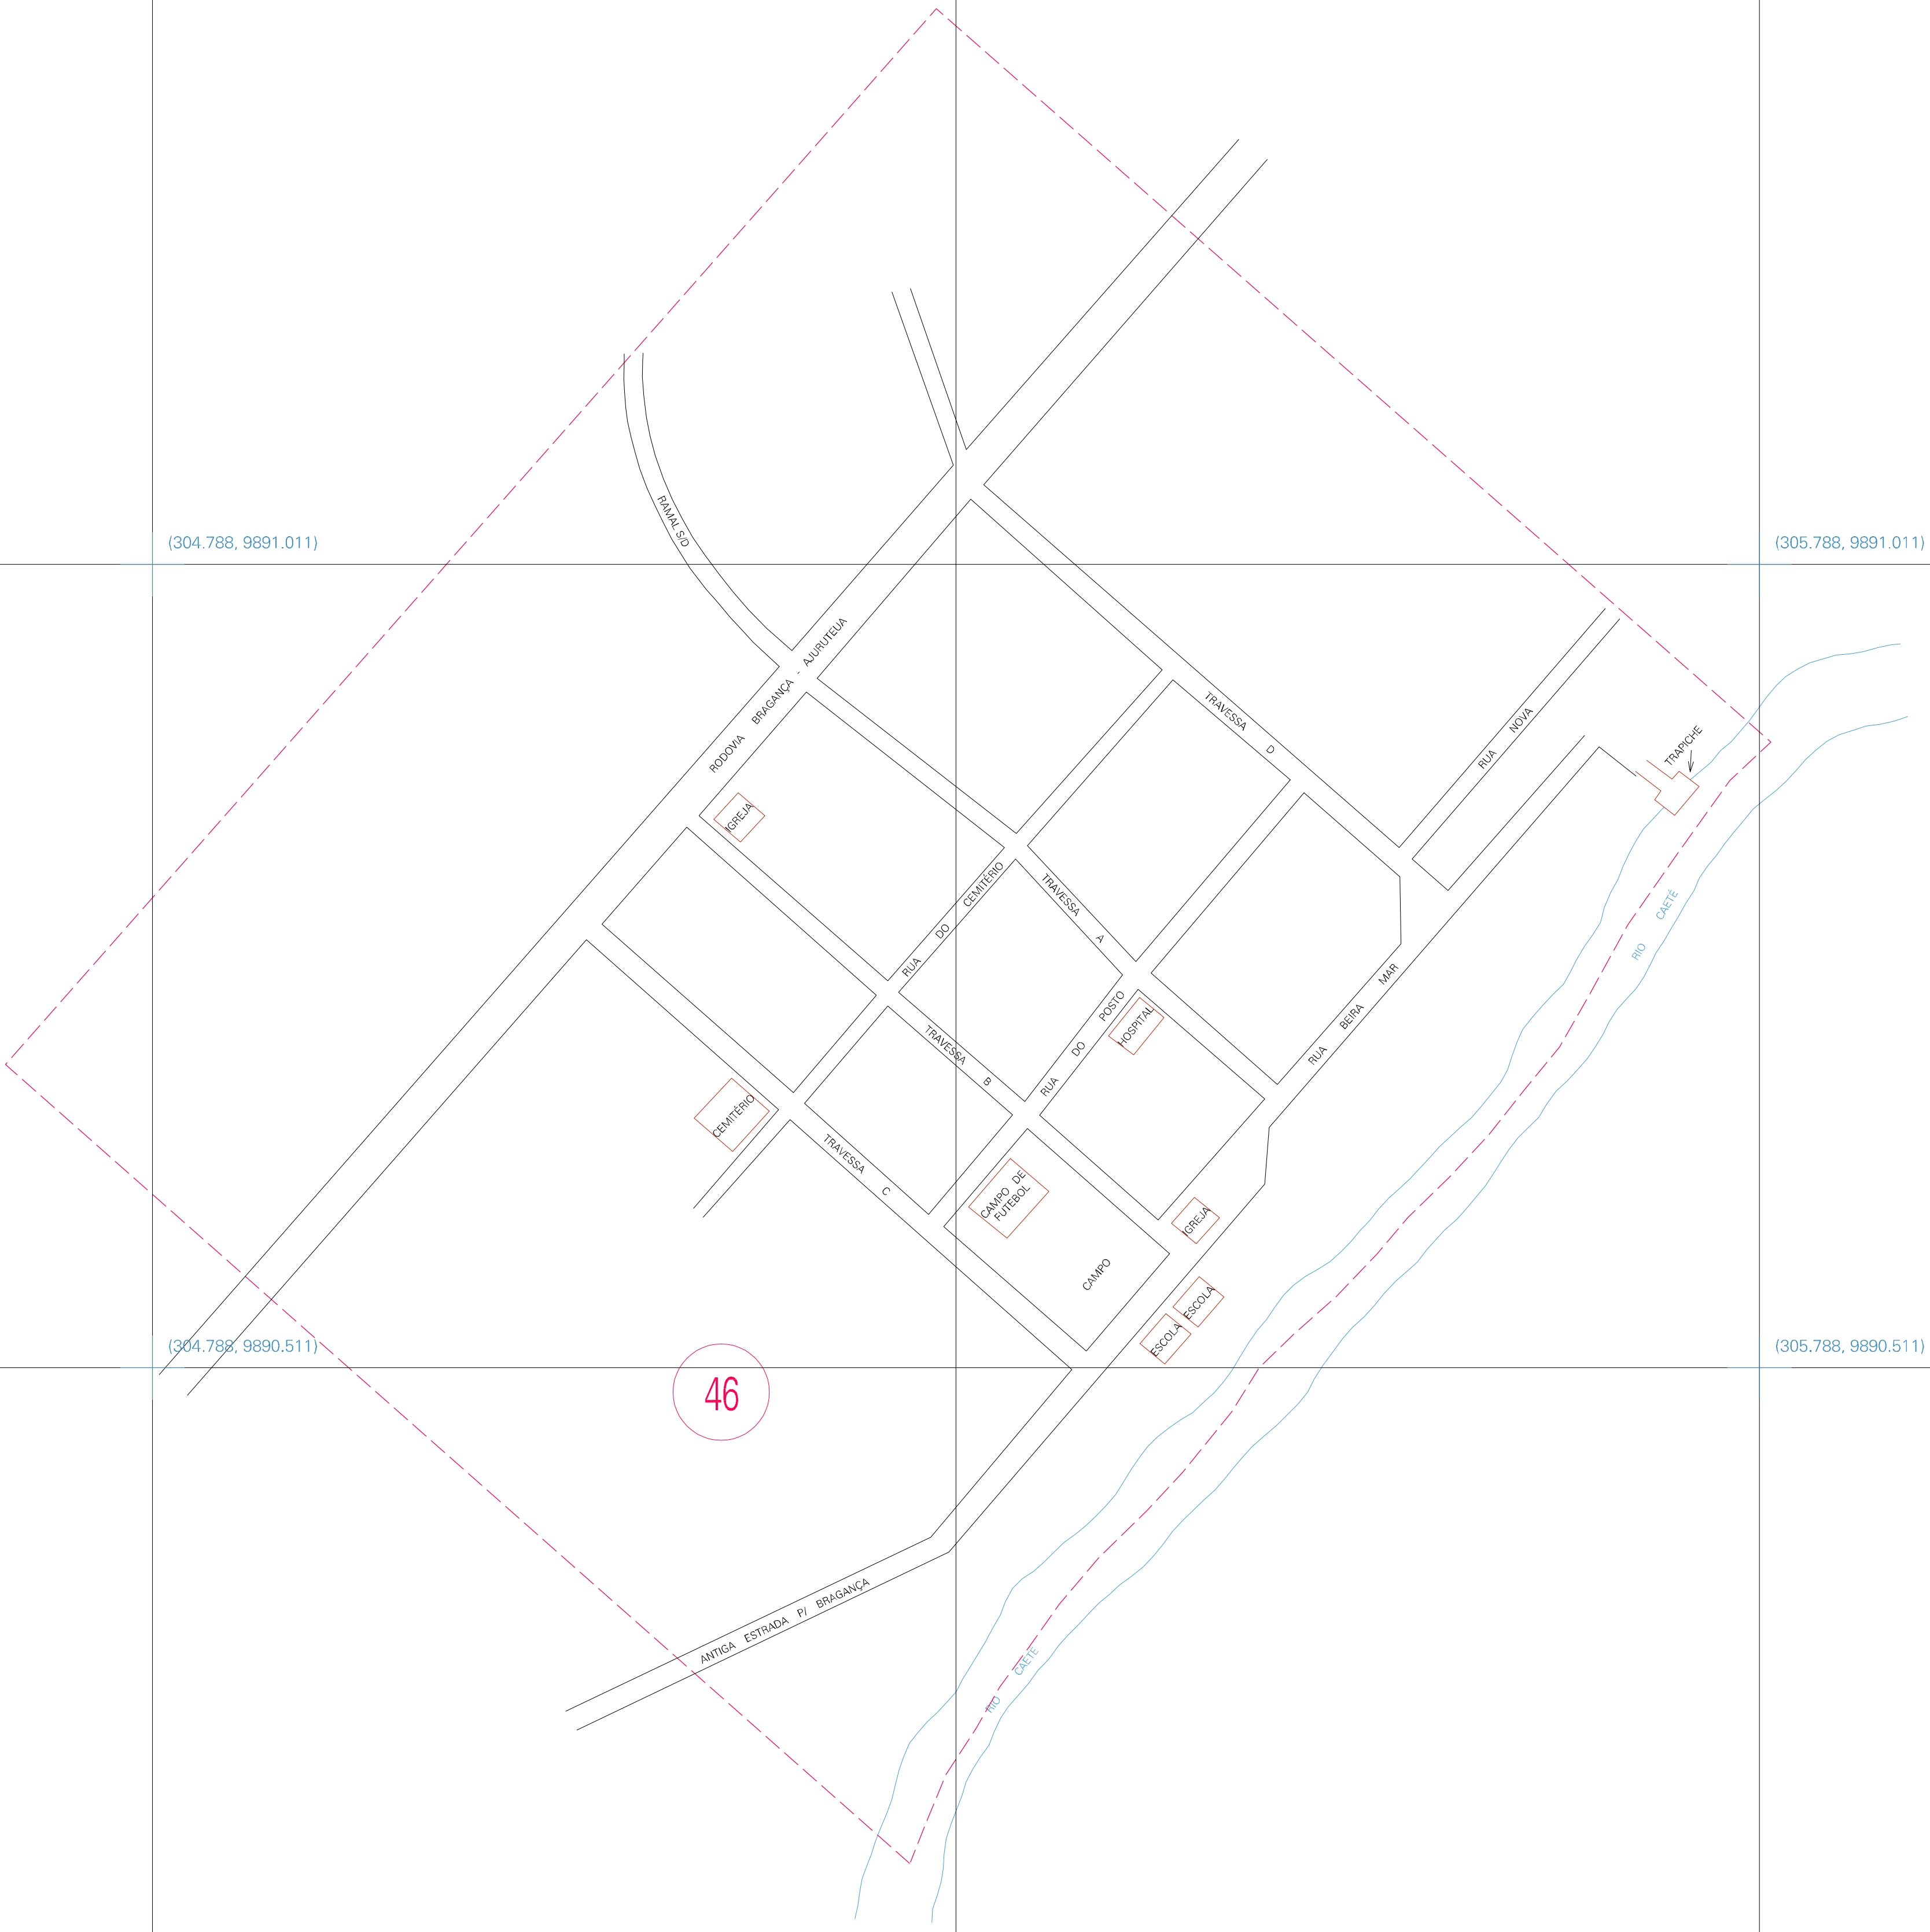 RAMAL S/D
(304.788, 9891.011)
(305.788, 9891.011)
RODOVIA BRAGANÇA - AJURUTEUA
TRAVESSA D
RUA NOVA
TRAPICHE
IGREJA
RUA DO CEMITÉRIO
TRAVESSA A
RIO CAETÉ
RUA DO POSTO
HOSPITAL
RUA BEIRA MAR
TRAVESSA B
CEMITÉRIO
TRAVESSA C
CAMPO DE
FUTEBOL
IGREJA
CAMPO
ESCOLA
ESCOLA
(304.788, 9890.511)
(305.788, 9890.511)
46
ANTIGA ESTRADA P/ BRAGANÇA
RIO CAETÉ